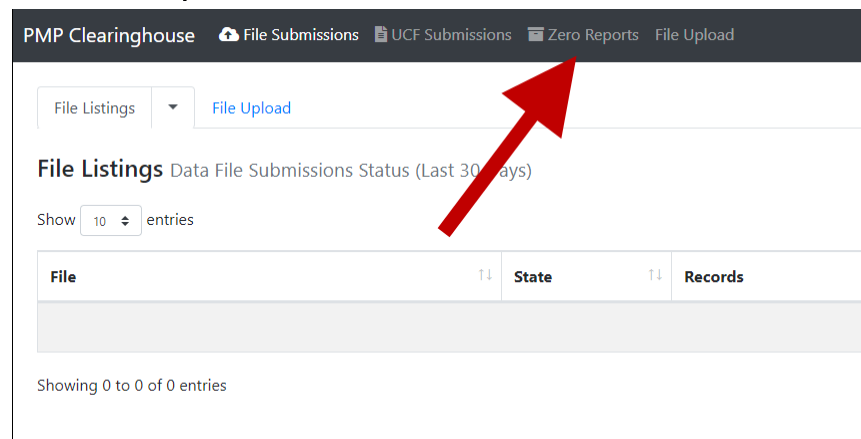 PMP Clearinghouse File Submissions UCF Submissions Zero Reports File Upload
File Listings File Upload
File Listings Data File Submissions Status (Last 30 ays)
Show 10 entries
File State Records
Showing 0 to 0 of 0 entries